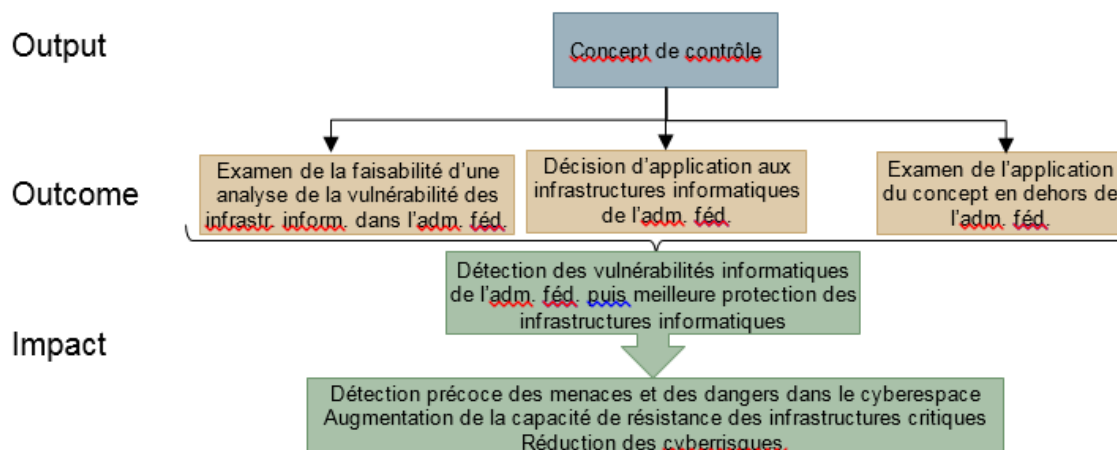 Output
Concept de contrôle
Outcome
Examen de la faisabilité d'une
analyse de la vulnérabilité des
infrastr. inform. dans l'adm. féd.
Décision d'application aux
infrastructures informatiques
de l'adm. féd.
Examen de l'application
du concept en dehors de
l'adm. féd.
Impact
Détection des vulnérabilités informatiques
de l'adm. féd. puis meilleure protection des
infrastructures informatiques
Détection précoce des menaces et des dangers dans le cyberespace
Augmentation de la capacité de résistance des infrastructures critiques
Réduction des cyberrisques.